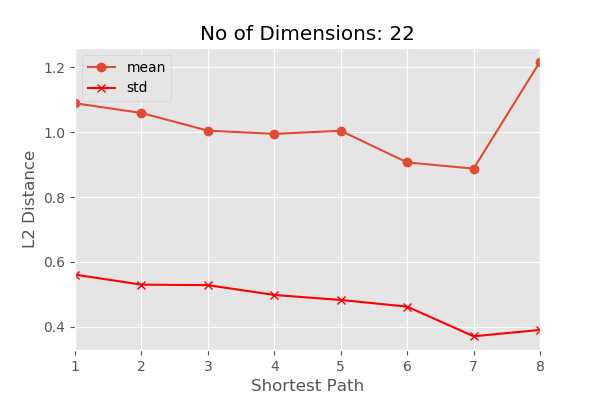 No of Dimensions: 22
mean
std
L2 Distance
1.2
1.0
0.8
0.6
0.4
1 2 3 4 5 6 7 8
Shortest Path